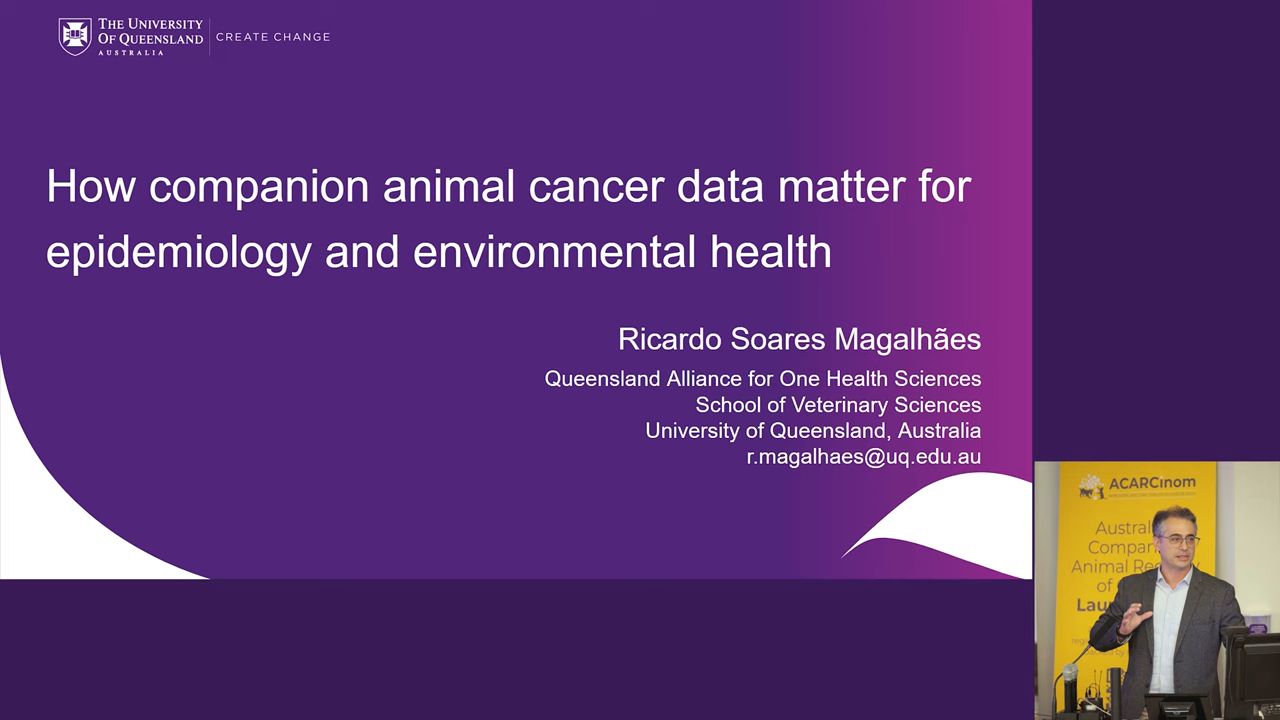 THE UNIVERSITY
OF QUEENSLAND
AUSTRALIA
CREATE CHANGE
How companion animal cancer data matter for
epidemiology and environmental health
Ricardo Soares Magalhães
Queensland Alliance for One Health Sciences
School of Veterinary Sciences
University of Queensland, Australia
r.magalhaes@uq.edu.au
ACARCinom
Austral
Compan
Animal Re
of
Lau